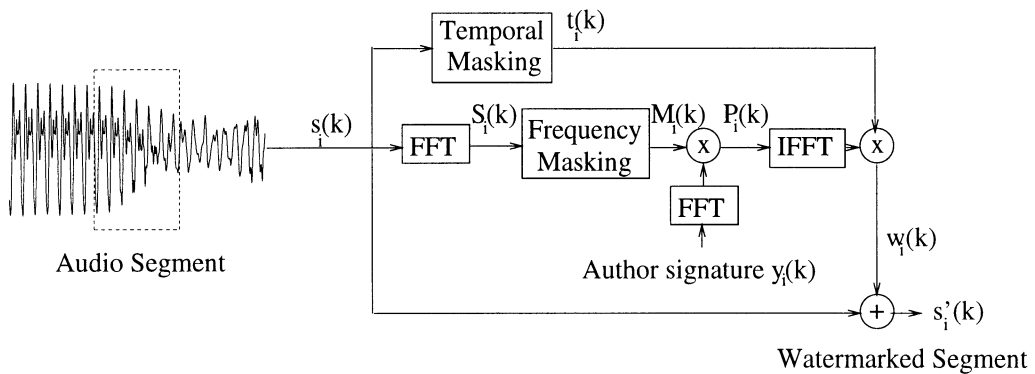 Temporal
Masking
t_i(k)
s_i(k)
FFT
S_i(k)
Frequency
Masking
M_i(k)
x
P_i(k)
IFFT
x
FFT
Author signature y_i(k)
w_i(k)
Audio Segment
+
s_i'(k)
Watermarked Segment